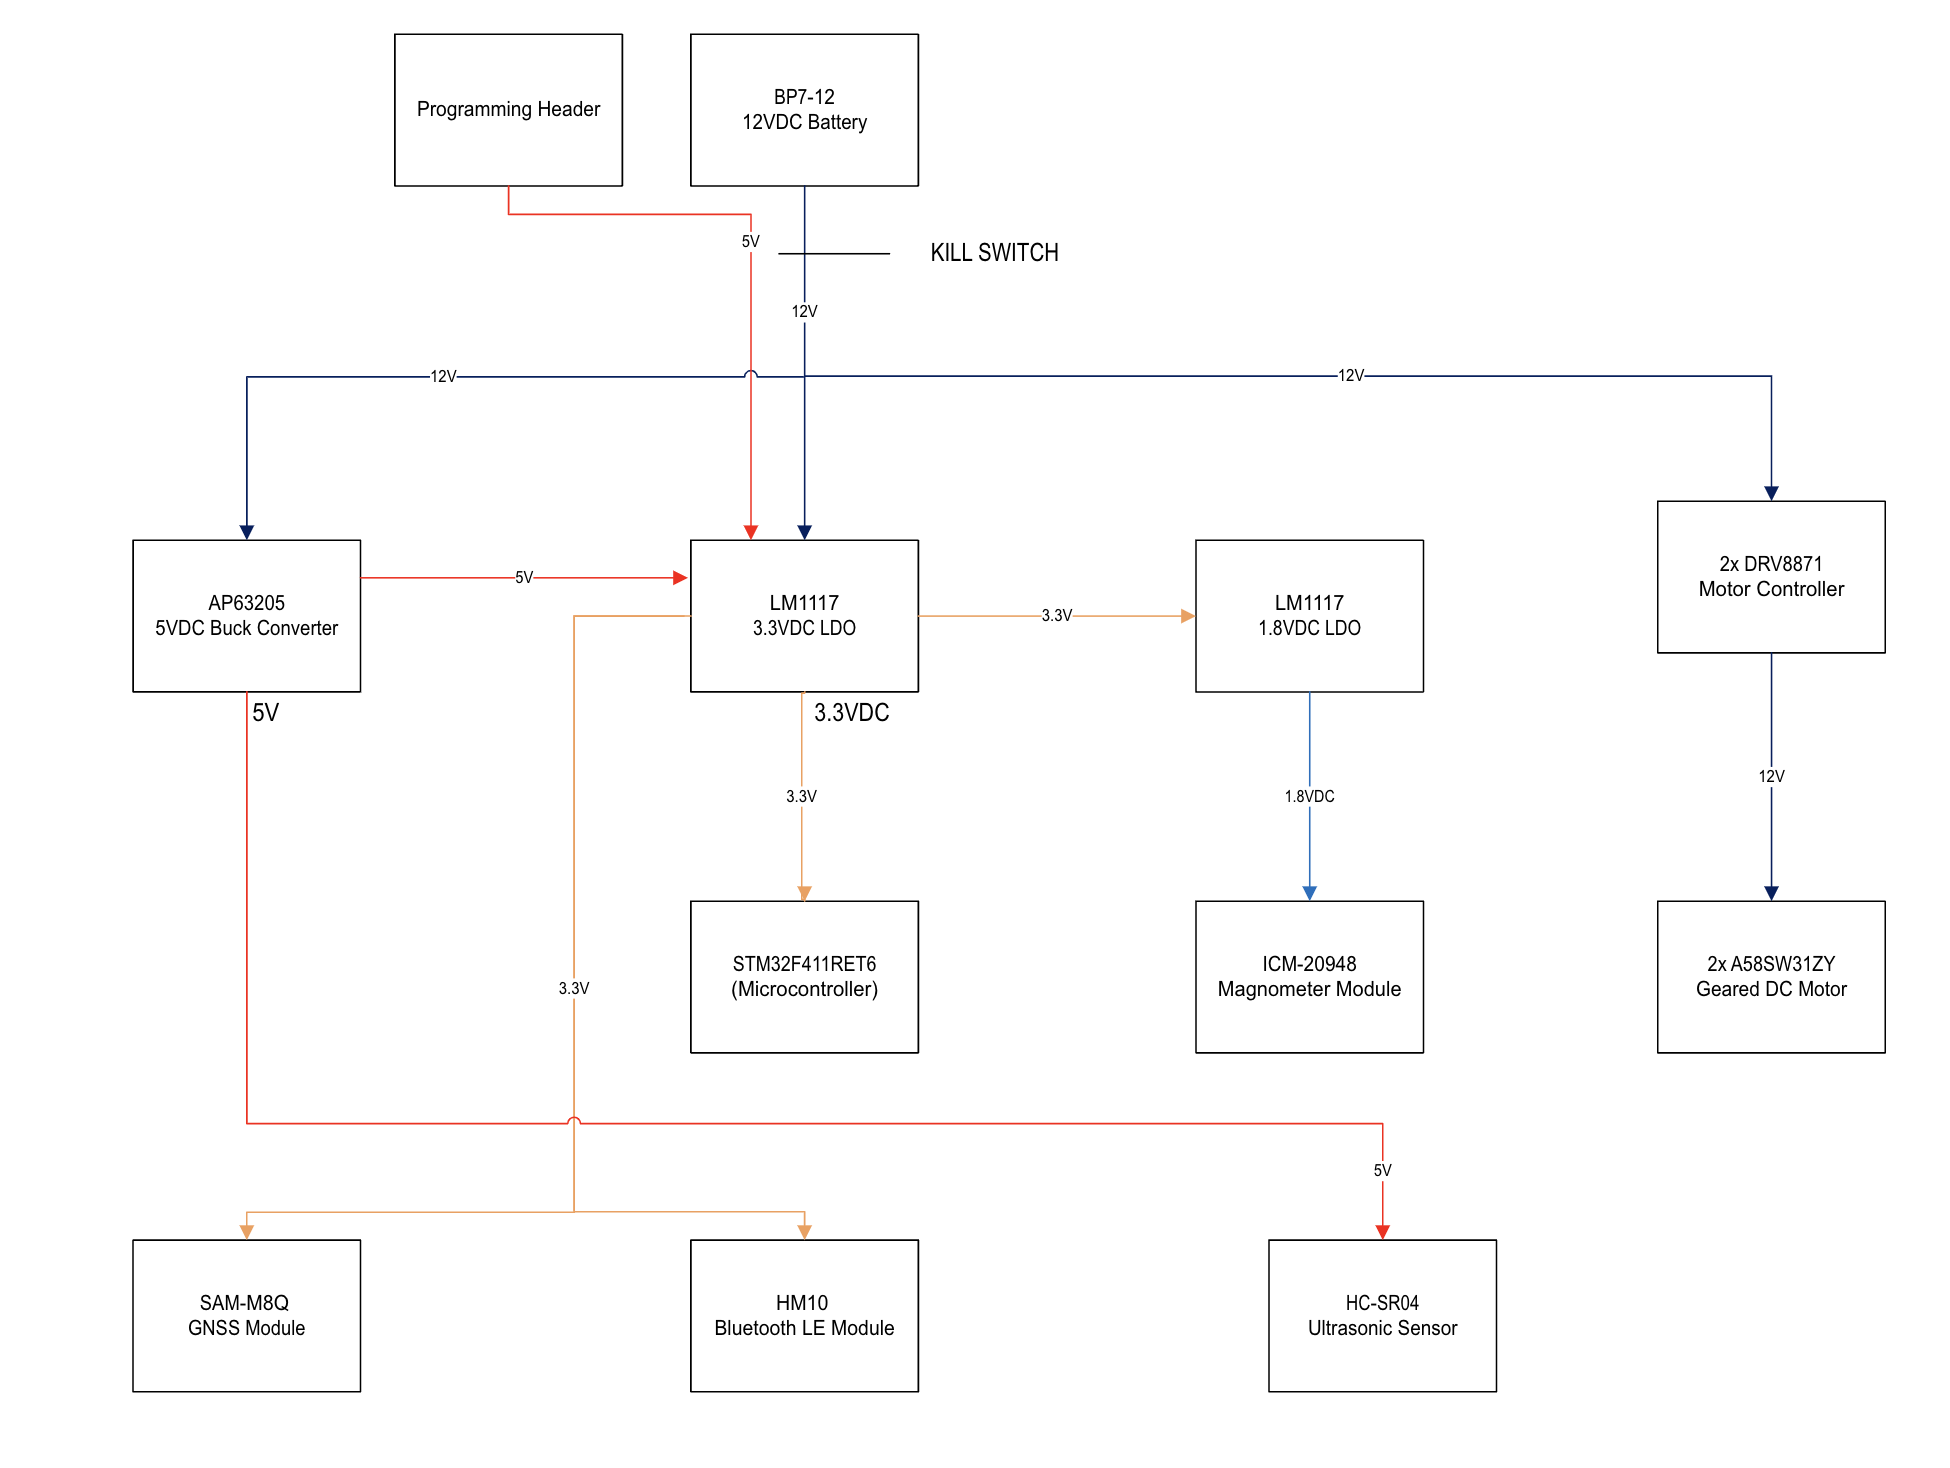 Programming Header
BP7-12
12VDC Battery
5V
KILL SWITCH
12V
12V
12V
AP63205
5VDC Buck Converter
5V
LM1117
3.3VDC LDO
3.3V
LM1117
1.8VDC LDO
2x DRV8871
Motor Controller
5V
3.3VDC
3.3V
1.8VDC
12V
3.3V
STM32F411RET6
(Microcontroller)
ICM-20948
Magnometer Module
2x A58SW31ZY
Geared DC Motor
5V
SAM-M8Q
GNSS Module
HM10
Bluetooth LE Module
HC-SR04
Ultrasonic Sensor